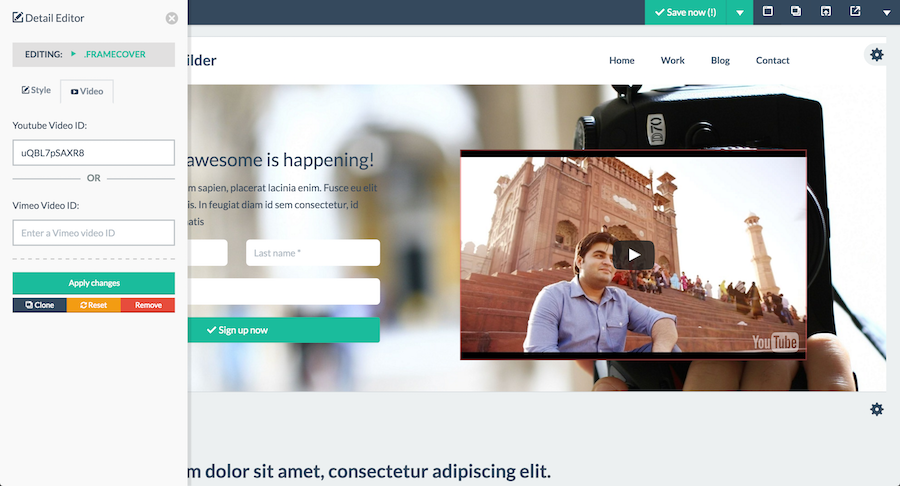 Detail Editor
Save now (!)
EDITING: .FRAMECOVER
Style
Video
Youtube Video ID:
uQBL7pSAXR8
OR
Vimeo Video ID:
Enter a Vimeo video ID
Apply changes
Clone
Reset
Remove
ilder
Home
Work
Blog
Contact
awesome is happening!
m sapien, placerat lacinia enim. Fusce eu elit
is. In feugiat diam id sem consectetur, id
atis
Last name *
Sign up now
70
YouTube
m dolor sit amet, consectetur adipiscing elit.